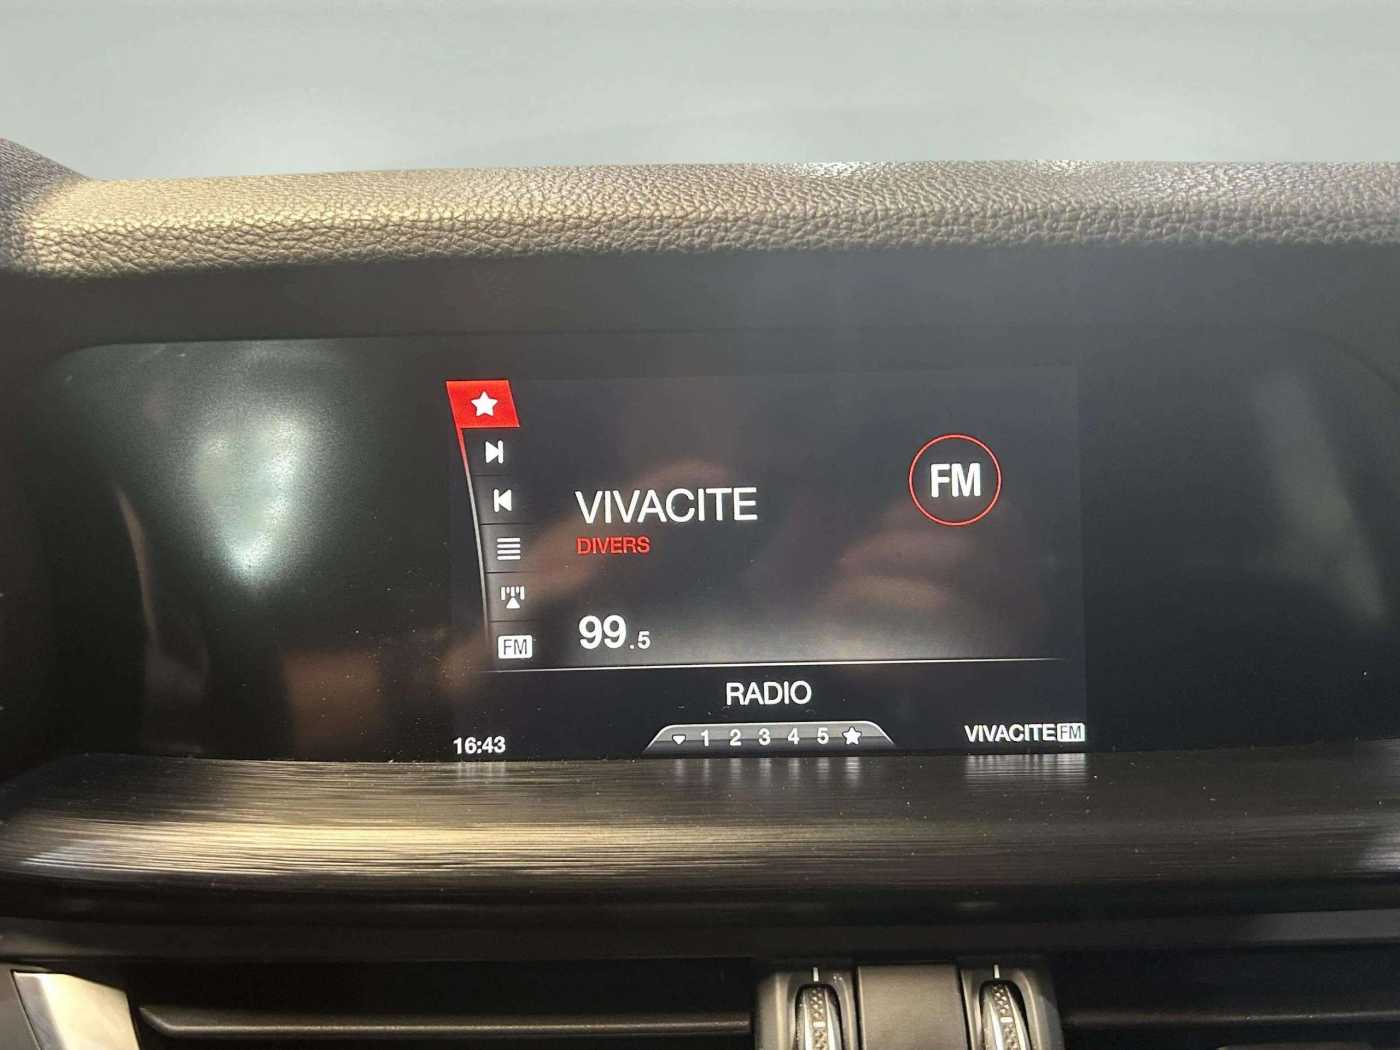 FM
VIVACITE
DIVERS
99.5
FM
RADIO
16:43
1 2 3 4 5
VIVACITE FM